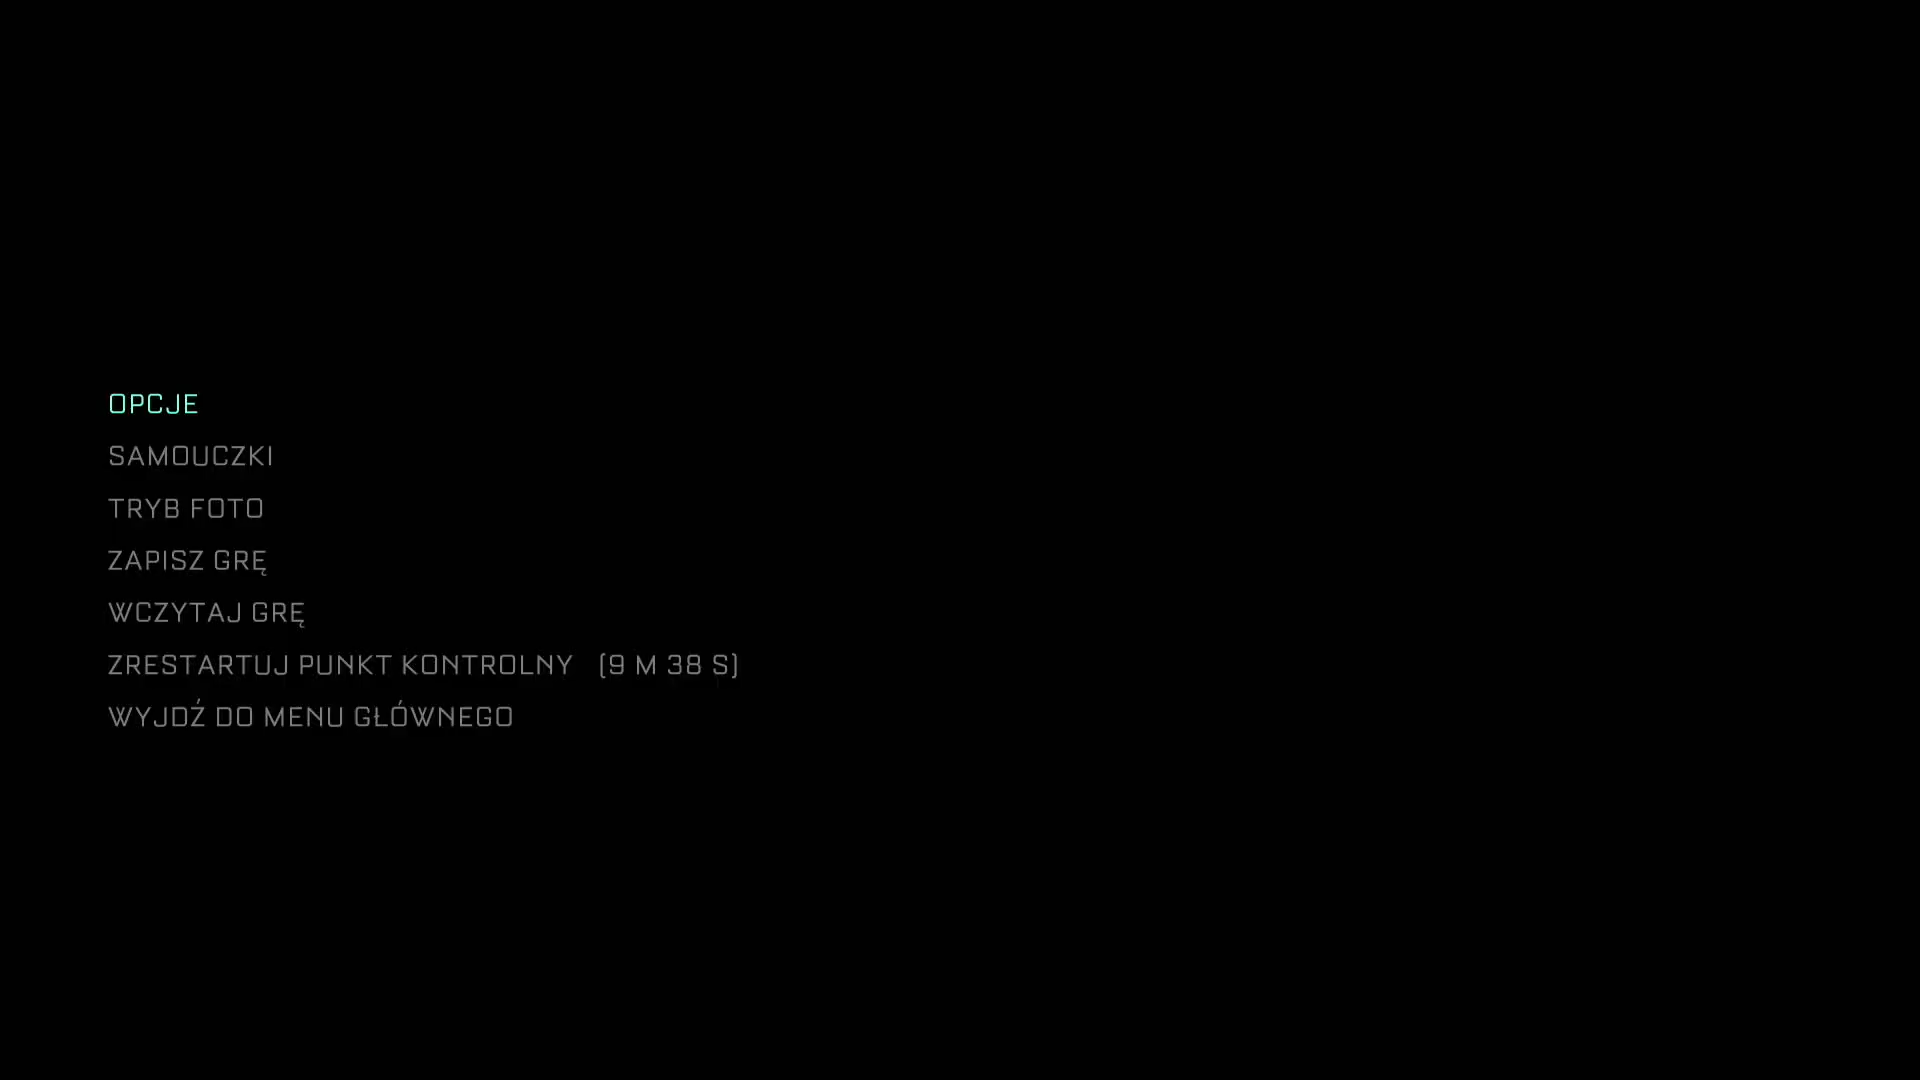 OPCJE
SAMOUCZKI
TRYB FOTO
ZAPISZ GRĘ
WCZYTAJ GRĘ
ZRESTARTUJ PUNKT KONTROLNY (9 M 38 S)
WYJDŹ DO MENU GŁÓWNEGO